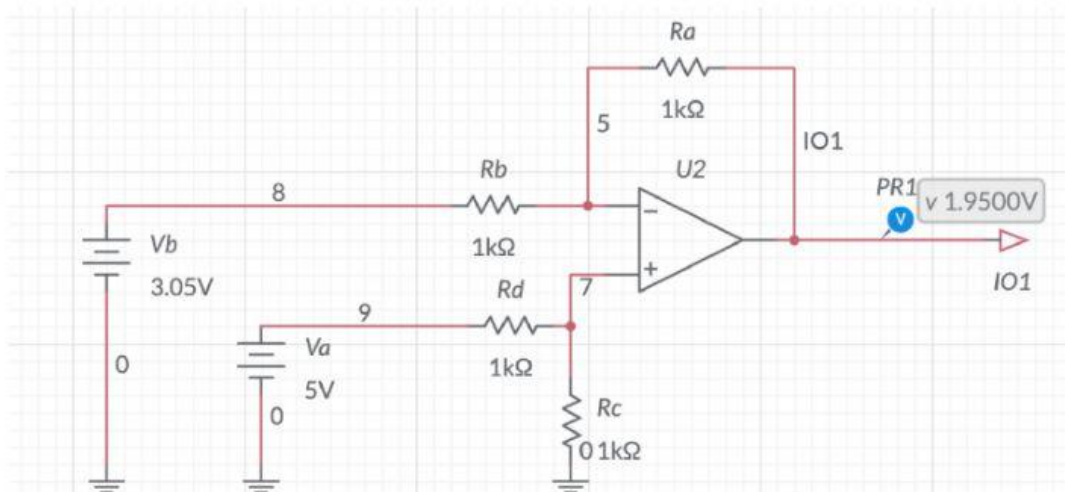 Ra
1kΩ
5
IO1
Rb
U2
PR1
v 1.9500V
8
V
−
Vb
1kΩ
+
3.05V
Rd
7
IO1
9
Va
1kΩ
0
5V
0
Rc
0 1kΩ